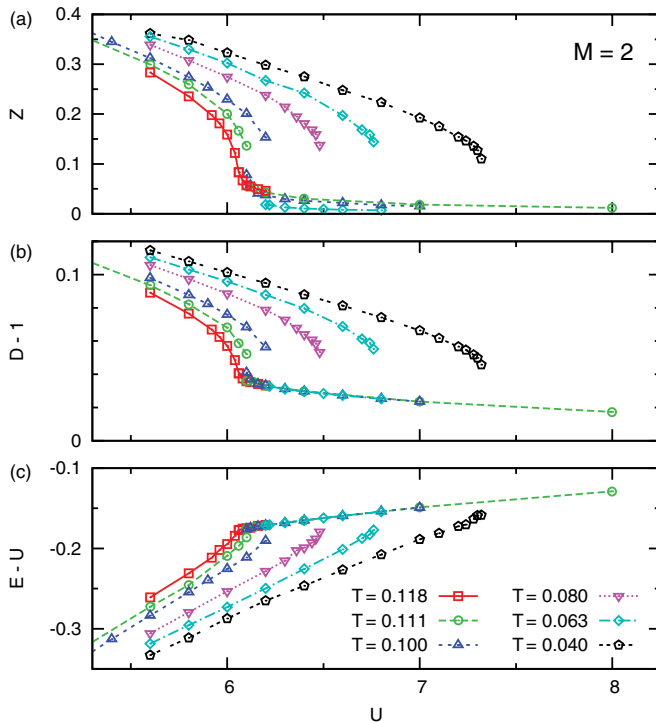 (a)
0.4
0.3
0.2
0.1
0
Z
M = 2
(b)
0.1
0
D - 1
(c)
-0.1
-0.2
-0.3
E - U
T = 0.118
T = 0.111
T = 0.100
T = 0.080
T = 0.063
T = 0.040
6
7
8
U